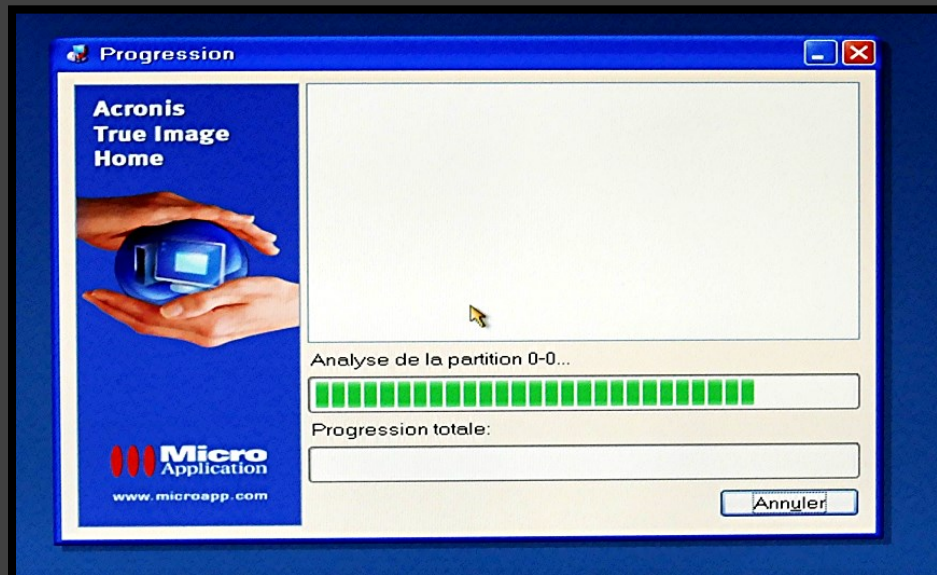 Progression
Acronis
True Image
Home
Analyse de la partition 0-0...
Progression totale:
Micro
Application
www.microapp.com
Annuler